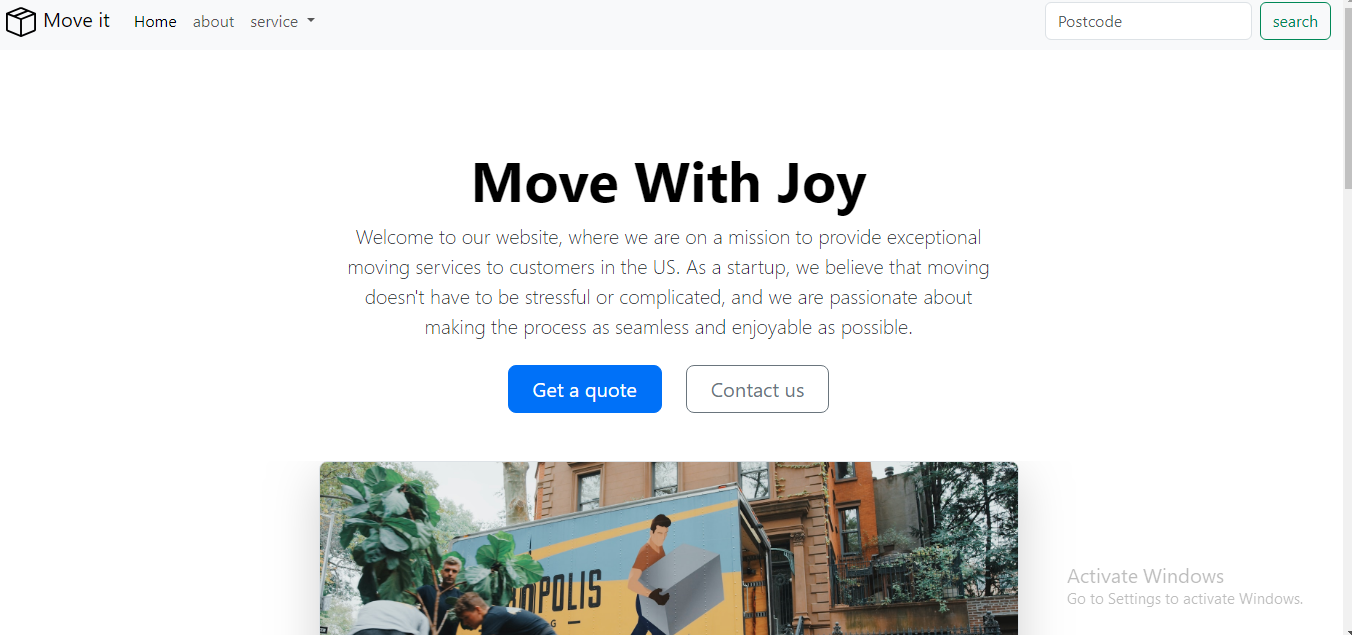 Move it
Home
about
service
Postcode
search
Move With Joy
Welcome to our website, where we are on a mission to provide exceptional
moving services to customers in the US. As a startup, we believe that moving
doesn't have to be stressful or complicated, and we are passionate about
making the process as seamless and enjoyable as possible.
Get a quote
Contact us
POLIS
G
Activate Windows
Go to Settings to activate Windows.